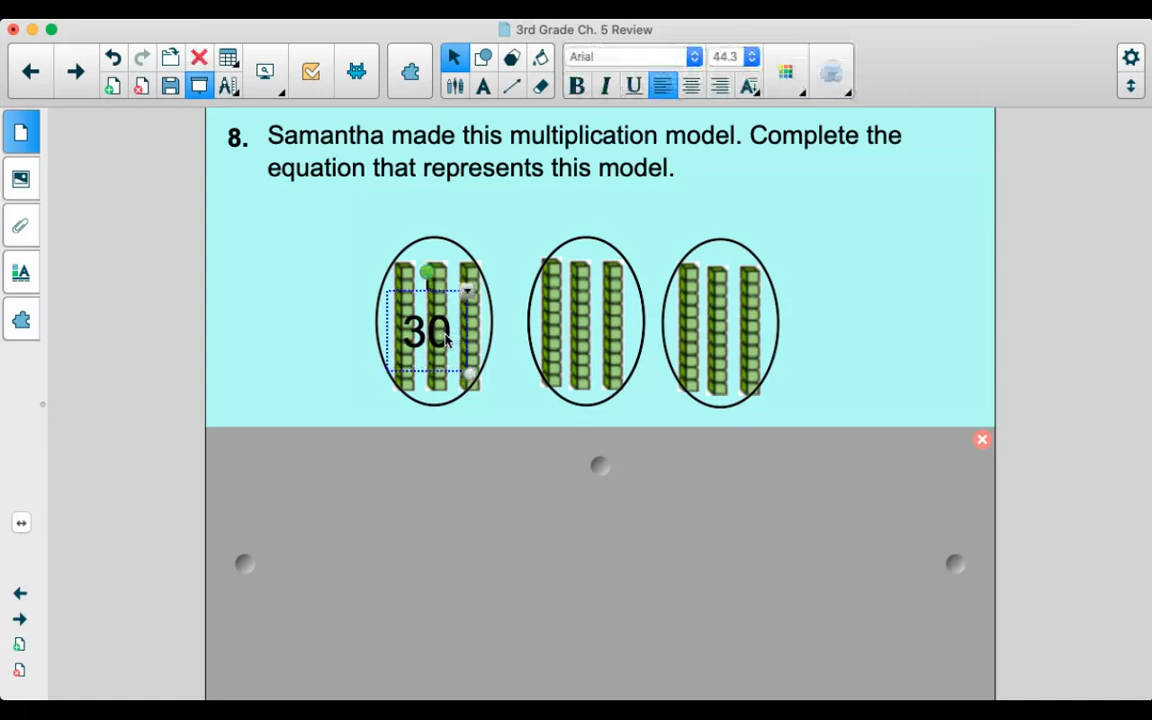 3rd Grade Ch. 5 Review
Arial
44.3
B I U
8. Samantha made this multiplication model. Complete the
equation that represents this model.
30